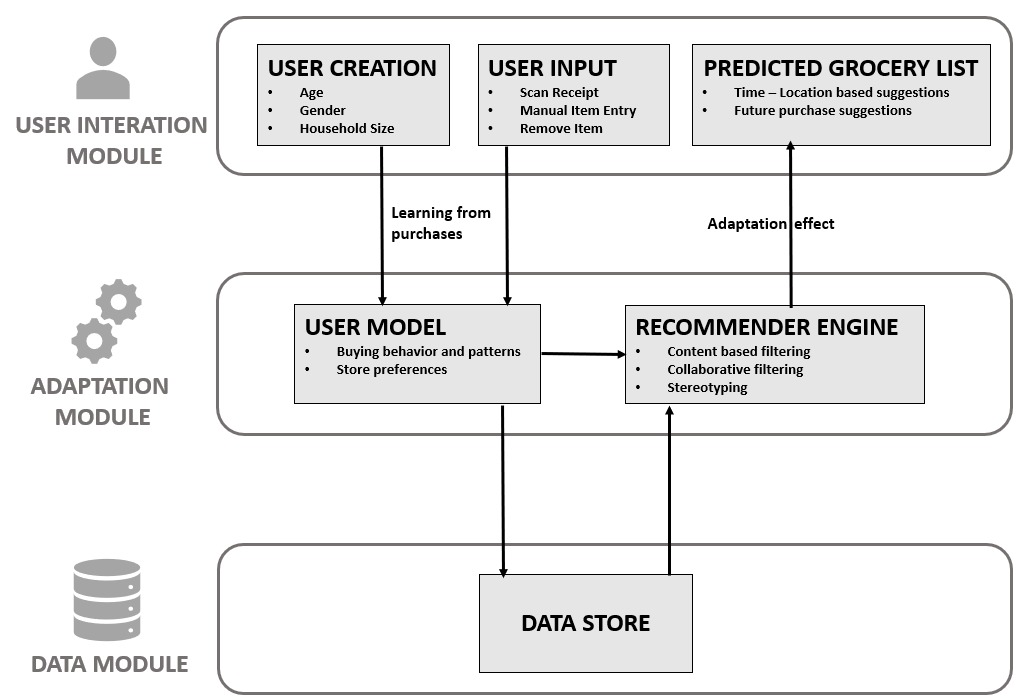 USER INTERATION
MODULE
USER CREATION
• Age
• Gender
• Household Size
USER INPUT
• Scan Receipt
• Manual Item Entry
• Remove Item
PREDICTED GROCERY LIST
• Time – Location based suggestions
• Future purchase suggestions
Learning from
purchases
Adaptation effect
ADAPTATION
MODULE
USER MODEL
• Buying behavior and patterns
• Store preferences
RECOMMENDER ENGINE
• Content based filtering
• Collaborative filtering
• Stereotyping
DATA MODULE
DATA STORE